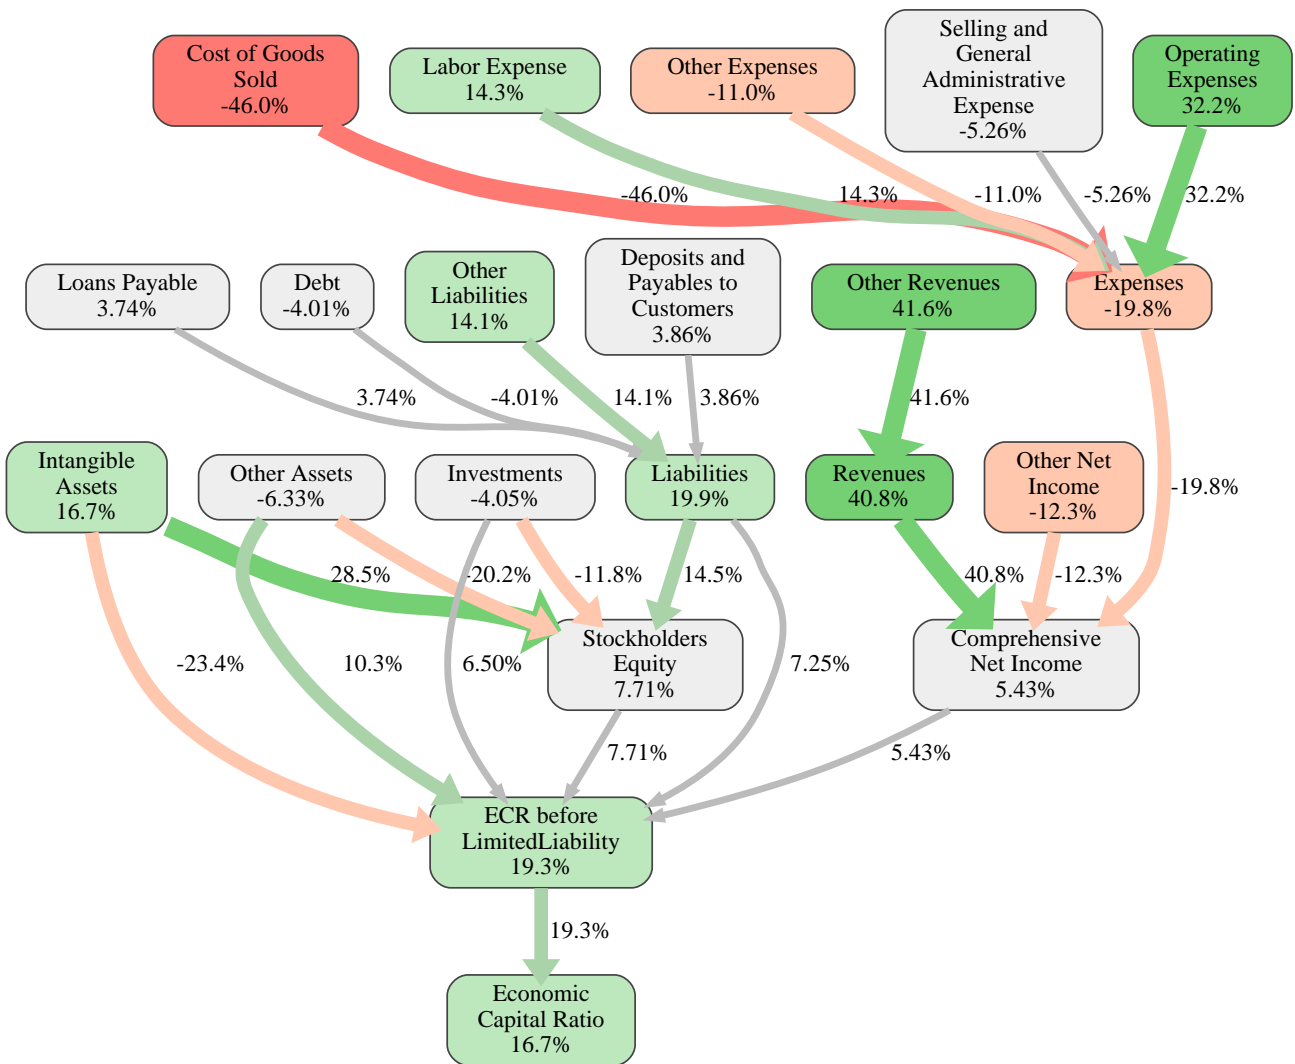 Cost of Goods
Sold
-46.0%
Labor Expense
14.3%
Other Expenses
-11.0%
Selling and
General
Administrative
Expense
-5.26%
Operating
Expenses
32.2%
-46.0%
14.3%
-11.0%
-5.26%
32.2%
Loans Payable
3.74%
Debt
-4.01%
Other
Liabilities
14.1%
Deposits and
Payables to
Customers
3.86%
Other Revenues
41.6%
Expenses
-19.8%
3.74%
-4.01%
14.1%
3.86%
41.6%
-19.8%
Intangible
Assets
16.7%
Other Assets
-6.33%
Investments
-4.05%
Liabilities
19.9%
Revenues
40.8%
Other Net
Income
-12.3%
28.5%
-20.2%
-11.8%
14.5%
40.8%
-12.3%
Stockholders
Equity
7.71%
Comprehensive
Net Income
5.43%
-23.4%
10.3%
6.50%
7.25%
7.71%
5.43%
ECR before
LimitedLiability
19.3%
19.3%
Economic
Capital Ratio
16.7%